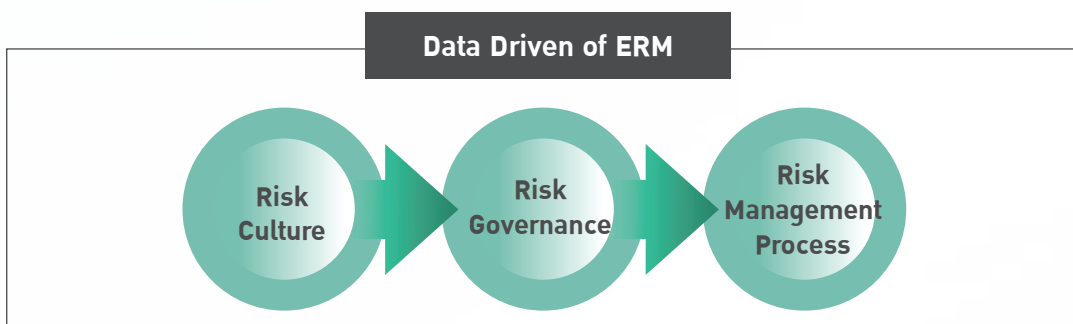 Data Driven of ERM
Risk
Culture
Risk
Governance
Risk
Management
Process